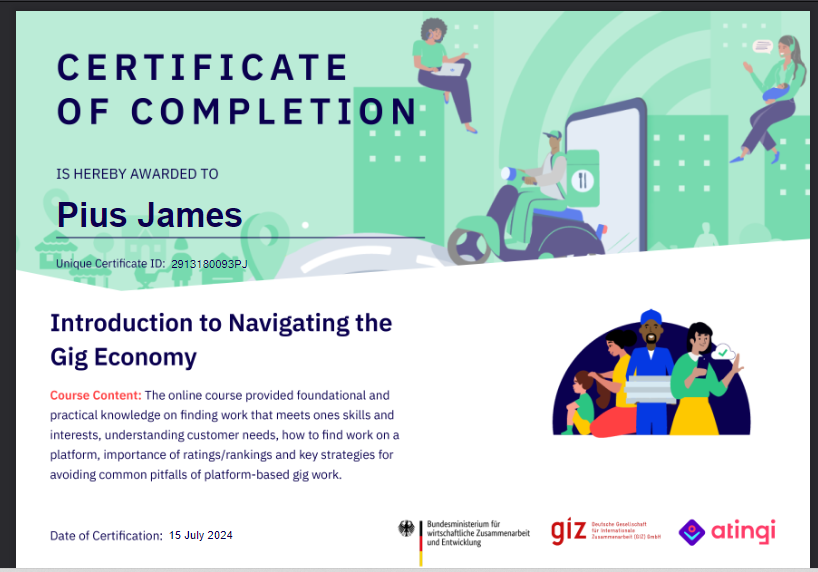 CERTIFICATE
OF COMPLETION
IS HEREBY AWARDED TO
Pius James
Unique Certificate ID: 2913180093PJ
Introduction to Navigating the
Gig Economy
Course Content: The online course provided foundational and
practical knowledge on finding work that meets ones skills and
interests, understanding customer needs, how to find work on a
platform, importance of ratings/rankings and key strategies for
avoiding common pitfalls of platform-based gig work.
Date of Certification: 15 July 2024
Bundesministerium für
wirtschaftliche Zusammenarbeit
und Entwicklung
giz
Deutsche Gesellschaft
für Internationale
Zusammenarbeit (GIZ) GmbH
atingi